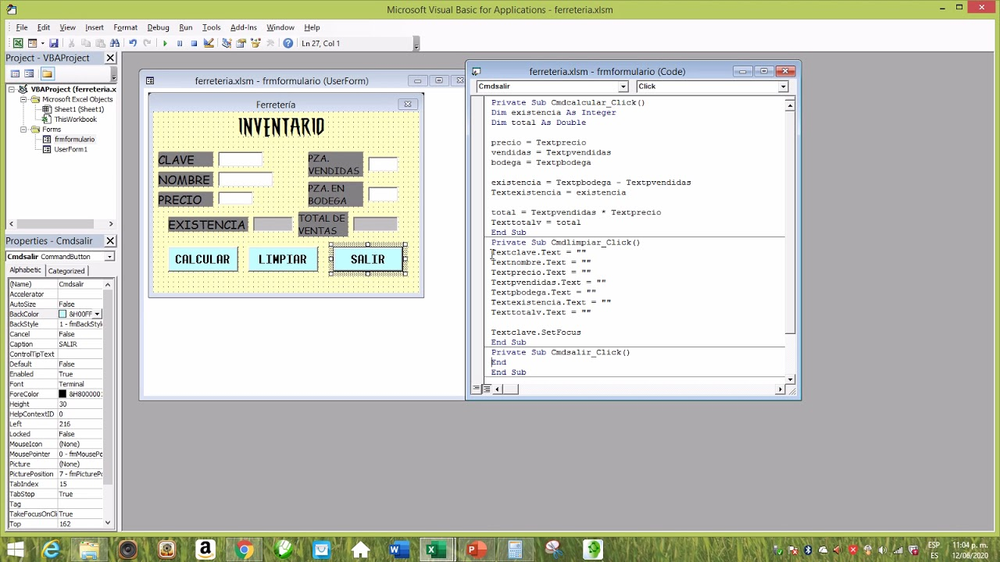 Microsoft Visual Basic for Applications - ferreteria.xlsm
File Edit View Insert Format Debug Run Tools Add-Ins Window Help
Ln 27, Col 1
Project - VBAProject
VBAProject (ferreteria.x
Microsoft Excel Objects
Sheet1 (Sheet1)
ThisWorkbook
Forms
frmformulario
UserForm1
Properties - Cmdsalir
Cmdsalir CommandButton
Alphabetic Categorized
(Name) Cmdsalir
Accelerator
AutoSize False
BackColor &H00FF
BackStyle 1 - fmBackStyl
Cancel False
Caption SALIR
ControlTipText
Default False
Enabled True
Font Terminal
ForeColor &H8000001
Height 30
HelpContextID 0
Left 216
Locked False
MouseIcon (None)
MousePointer 0 - fmMousePo
Picture (None)
PicturePosition 7 - fmPicturePo
TabIndex 15
TabStop True
Tag
TakeFocusOnCli True
Top 162
ferreteria.xlsm - frmformulario (UserForm)
Ferretería
INVENTARIO
CLAVE
NOMBRE
PRECIO
PZA.
VENDIDAS
PZA. EN
BODEGA
EXISTENCIA
TOTAL DE
VENTAS
CALCULAR LIMPIAR SALIR
ferreteria.xlsm - frmformulario (Code)
Cmdsalir Click
Private Sub Cmdcalcular_Click()
Dim existencia As Integer
Dim total As Double
precio = Textprecio
vendidas = Textpvendidas
bodega = Textpbodega
existencia = Textpbodega - Textpvendidas
Textexistencia = existencia
total = Textpvendidas * Textprecio
Texttotalv = total
End Sub
Private Sub Cmdlimpiar_Click()
Textclave.Text = ""
Textnombre.Text = ""
Textprecio.Text = ""
Textpvendidas.Text = ""
Textpbodega.Text = ""
Textexistencia.Text = ""
Texttotalv.Text = ""
Textclave.SetFocus
End Sub
Private Sub Cmdsalir_Click()
End
End Sub
ESP
ES
11:04 p. m.
12/06/2020